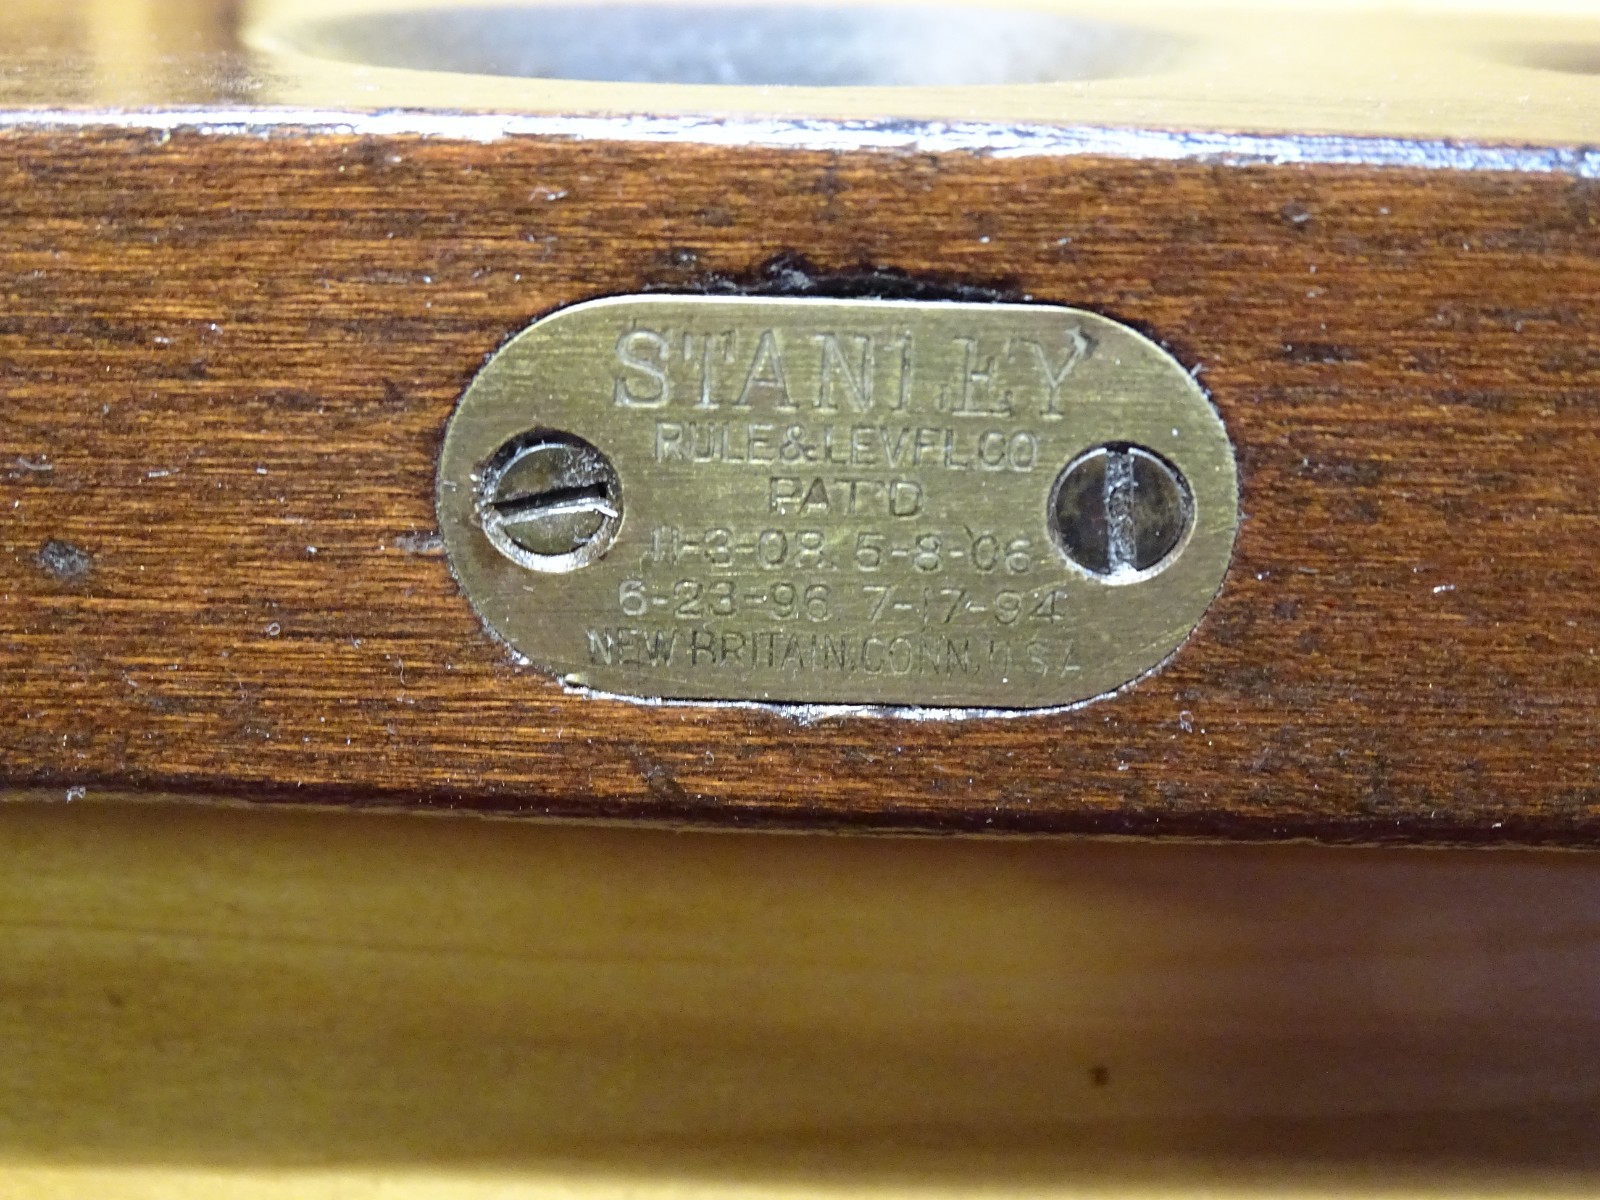 STANLEY
RULE & LEVEL CO
PAT'D
11-3-08. 5-8-06
6-23-96 7-17-94
NEW BRITAIN, CONN, U.S.A